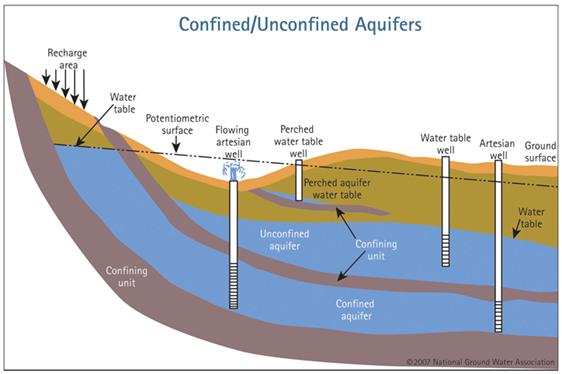 Confined/Unconfined Aquifers
Recharge
area
Water
table
Potentiometric
surface
Flowing
artesian
well
Perched
water table
well
Water table
well
Artesian
well
Ground
surface
Perched aquifer
water table
Water
table
Unconfined
aquifer
Confining
unit
Confining
unit
Confined
aquifer
©2007 National Ground Water Association